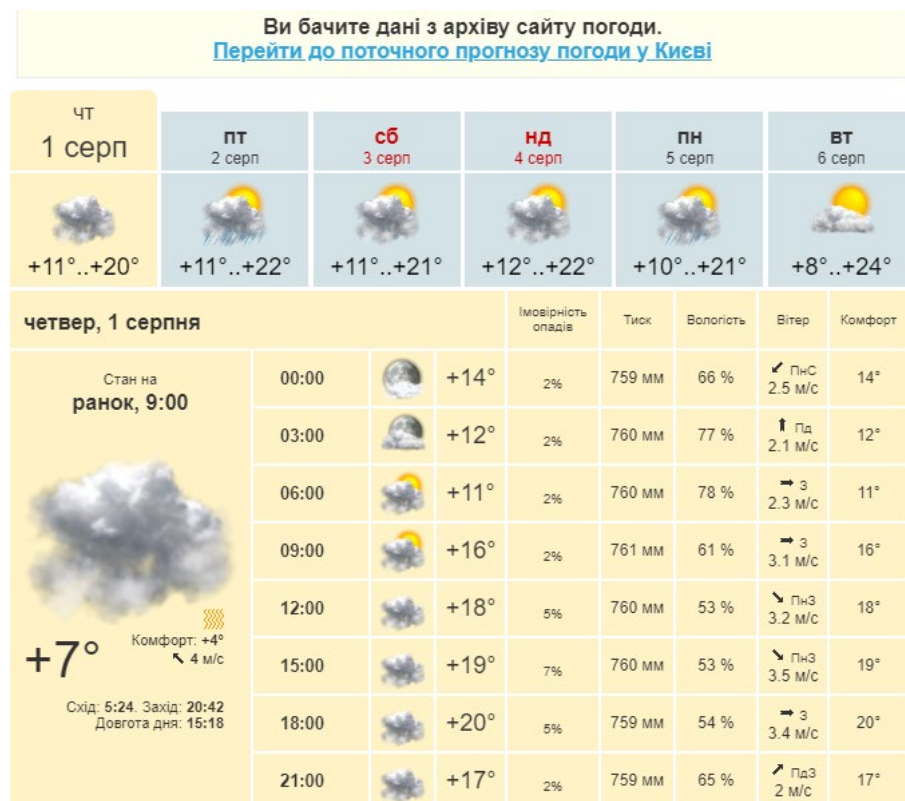 Ви бачите дані з архіву сайту погоди.
Перейти до поточного прогнозу погоди у Києві
чт
1 серп
+11°..+20°
пт
2 серп
+11°..+22°
сб
3 серп
+11°..+21°
нд
4 серп
+12°..+22°
пн
5 серп
+10°..+21°
вт
6 серп
+8°..+24°
четвер, 1 серпня
Імовірність
опадів
Тиск
Вологість
Вітер
Комфорт
Стан на
ранок, 9:00
+7°
Комфорт: +4°
4 м/с
Схід: 5:24. Захід: 20:42
Довгота дня: 15:18
00:00 +14° 2% 759 мм 66 % ПнС 14°
2.5 м/с
03:00 +12° 2% 760 мм 77 % Пд 12°
2.1 м/с
06:00 +11° 2% 760 мм 78 % З 11°
2.3 м/с
09:00 +16° 2% 761 мм 61 % З 16°
3.1 м/с
12:00 +18° 5% 760 мм 53 % ПнЗ 18°
3.2 м/с
15:00 +19° 7% 760 мм 53 % ПнЗ 19°
3.5 м/с
18:00 +20° 5% 759 мм 54 % З 20°
3.4 м/с
21:00 +17° 2% 759 мм 65 % ПдЗ 17°
2 м/с